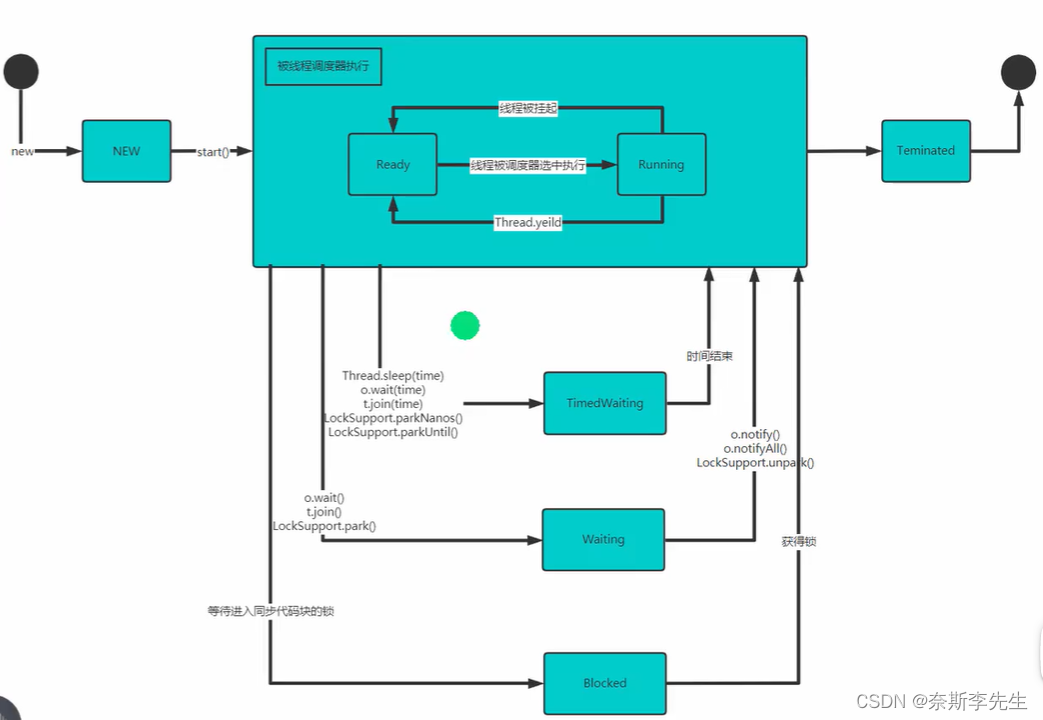 被线程调度器执行
线程被挂起
new
NEW
start()
Ready
线程被调度器选中执行
Running
Teminated
Thread.yeild
Thread.sleep(time)
o.wait(time)
t.join(time)
LockSupport.parkNanos()
LockSupport.parkUntil()
TimedWaiting
时间结束
o.notify()
o.notifyAll()
LockSupport.unpark()
o.wait()
t.join()
LockSupport.park()
Waiting
获得锁
等待进入同步代码块的锁
Blocked
CSDN @奈斯李先生